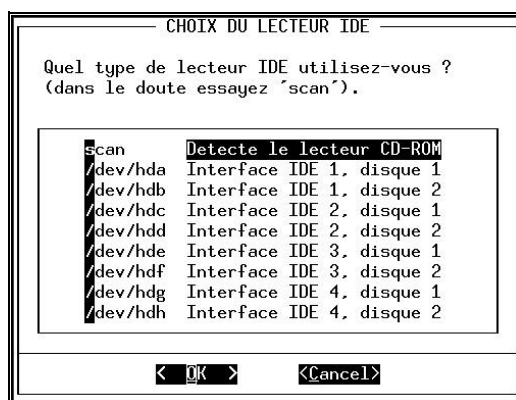 CHOIX DU LECTEUR IDE
Quel type de lecteur IDE utilisez-vous ?
(dans le doute essayez ´scan´).
scan Detecte le lecteur CD-ROM
/dev/hda Interface IDE 1, disque 1
/dev/hdb Interface IDE 1, disque 2
/dev/hdc Interface IDE 2, disque 1
/dev/hdd Interface IDE 2, disque 2
/dev/hde Interface IDE 3, disque 1
/dev/hdf Interface IDE 3, disque 2
/dev/hdg Interface IDE 4, disque 1
/dev/hdh Interface IDE 4, disque 2
< OK > <Cancel>